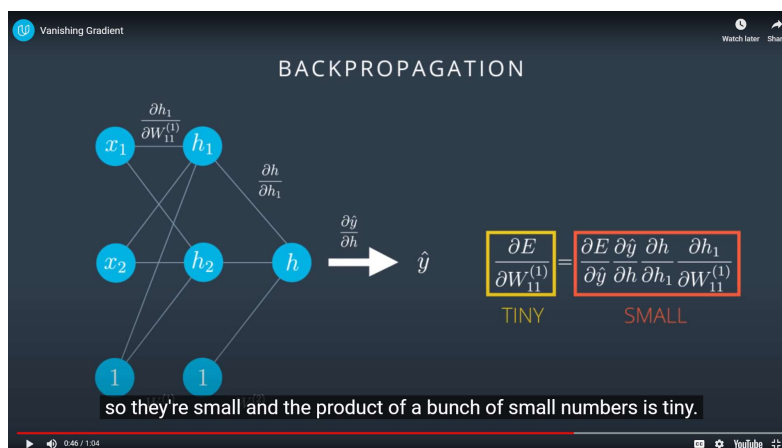 Vanishing Gradient
Watch later
Shar
BACKPROPAGATION
∂h₁/∂W₁₁⁽¹⁾
x₁
h₁
∂h/∂h₁
∂ŷ/∂h
x₂
h₂
h
ŷ
∂E/∂W₁₁⁽¹⁾ = ∂E/∂ŷ ∂ŷ/∂h ∂h/∂h₁ ∂h₁/∂W₁₁⁽¹⁾
TINY
SMALL
1
1
so they're small and the product of a bunch of small numbers is tiny.
0:46 / 1:04
CC
YouTube